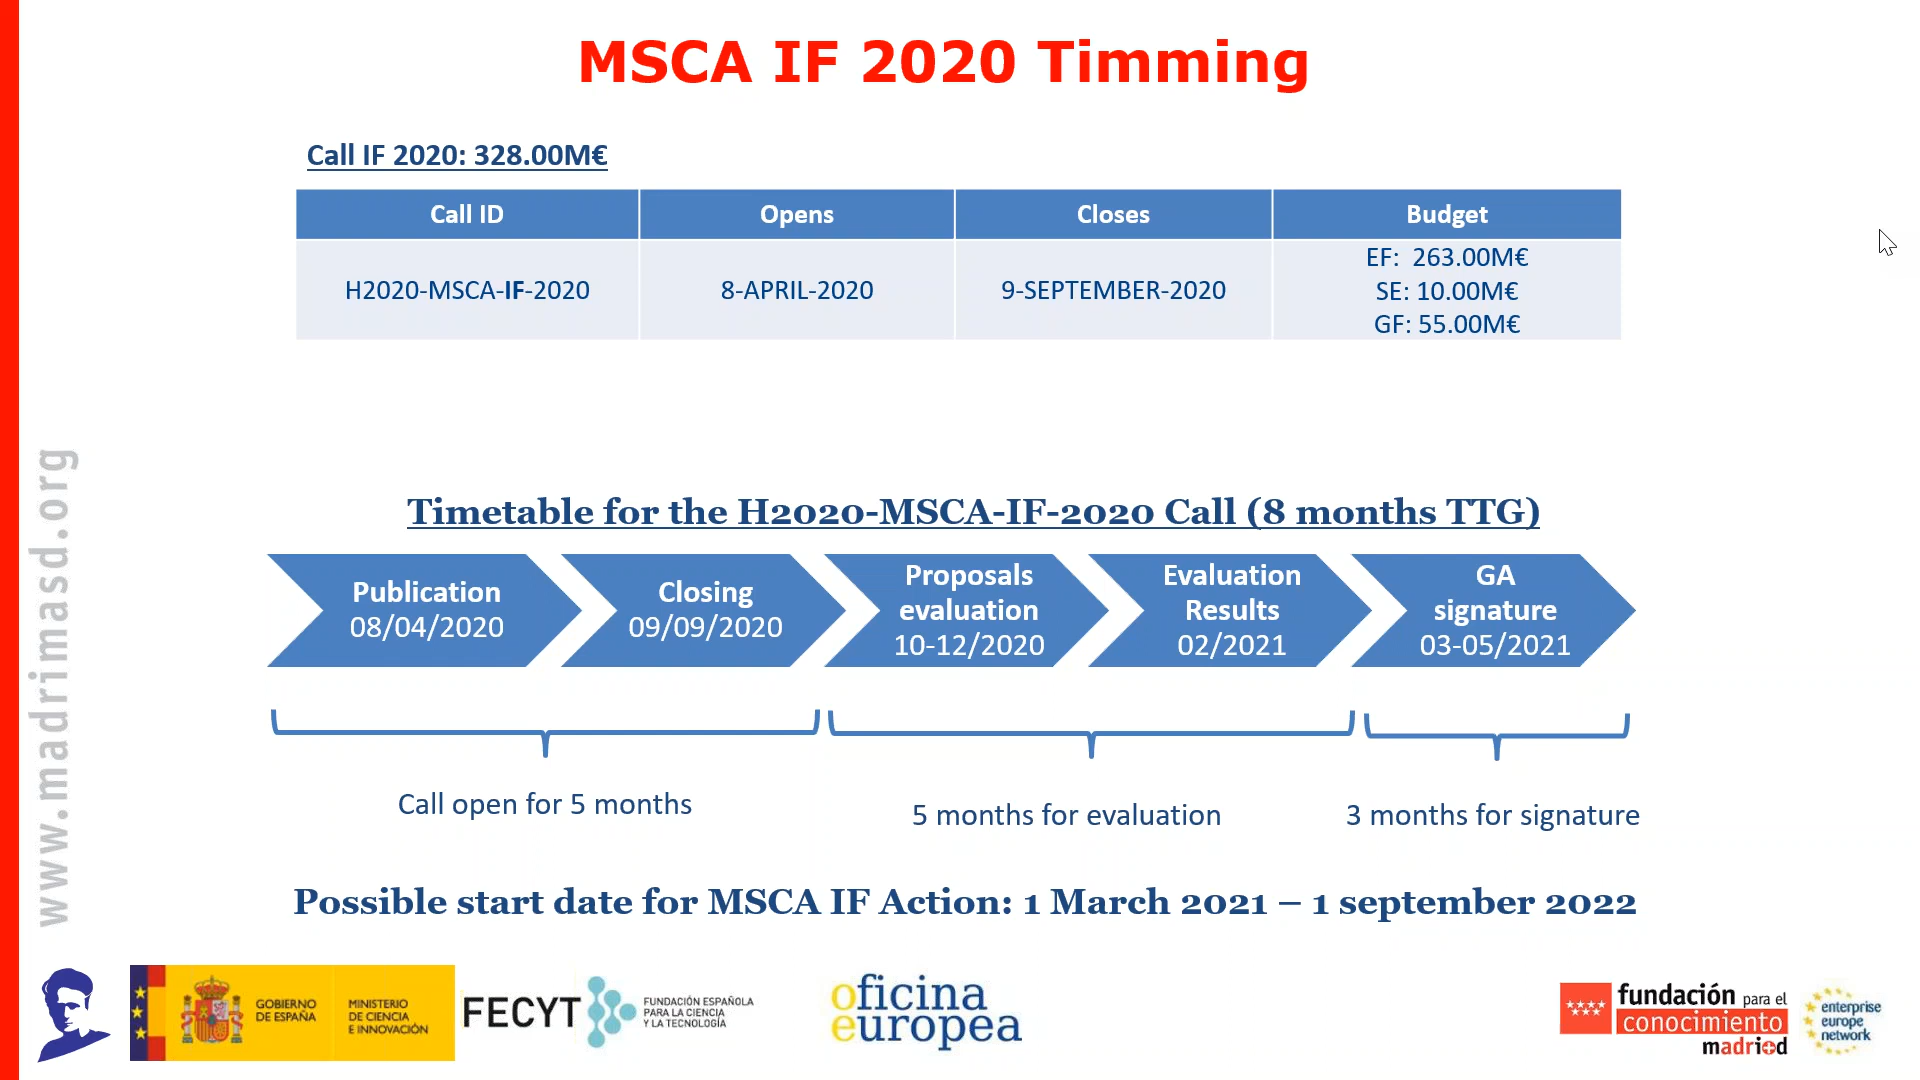 MSCA IF 2020 Timming
Call IF 2020: 328.00M€
Call ID
Opens
Closes
Budget
H2020-MSCA-IF-2020
8-APRIL-2020
9-SEPTEMBER-2020
EF: 263.00M€
SE: 10.00M€
GF: 55.00M€
www.madrimasd.org
Timetable for the H2020-MSCA-IF-2020 Call (8 months TTG)
Publication
08/04/2020
Closing
09/09/2020
Proposals
evaluation
10-12/2020
Evaluation
Results
02/2021
GA
signature
03-05/2021
Call open for 5 months
5 months for evaluation
3 months for signature
Possible start date for MSCA IF Action: 1 March 2021 – 1 september 2022
GOBIERNO
DE ESPAÑA
MINISTERIO
DE CIENCIA
E INNOVACIÓN
FECYT
FUNDACIÓN ESPAÑOLA
PARA LA CIENCIA
Y LA TECNOLOGÍA
oficina
europea
fundación para el
conocimiento
madri+d
enterprise
europe
network